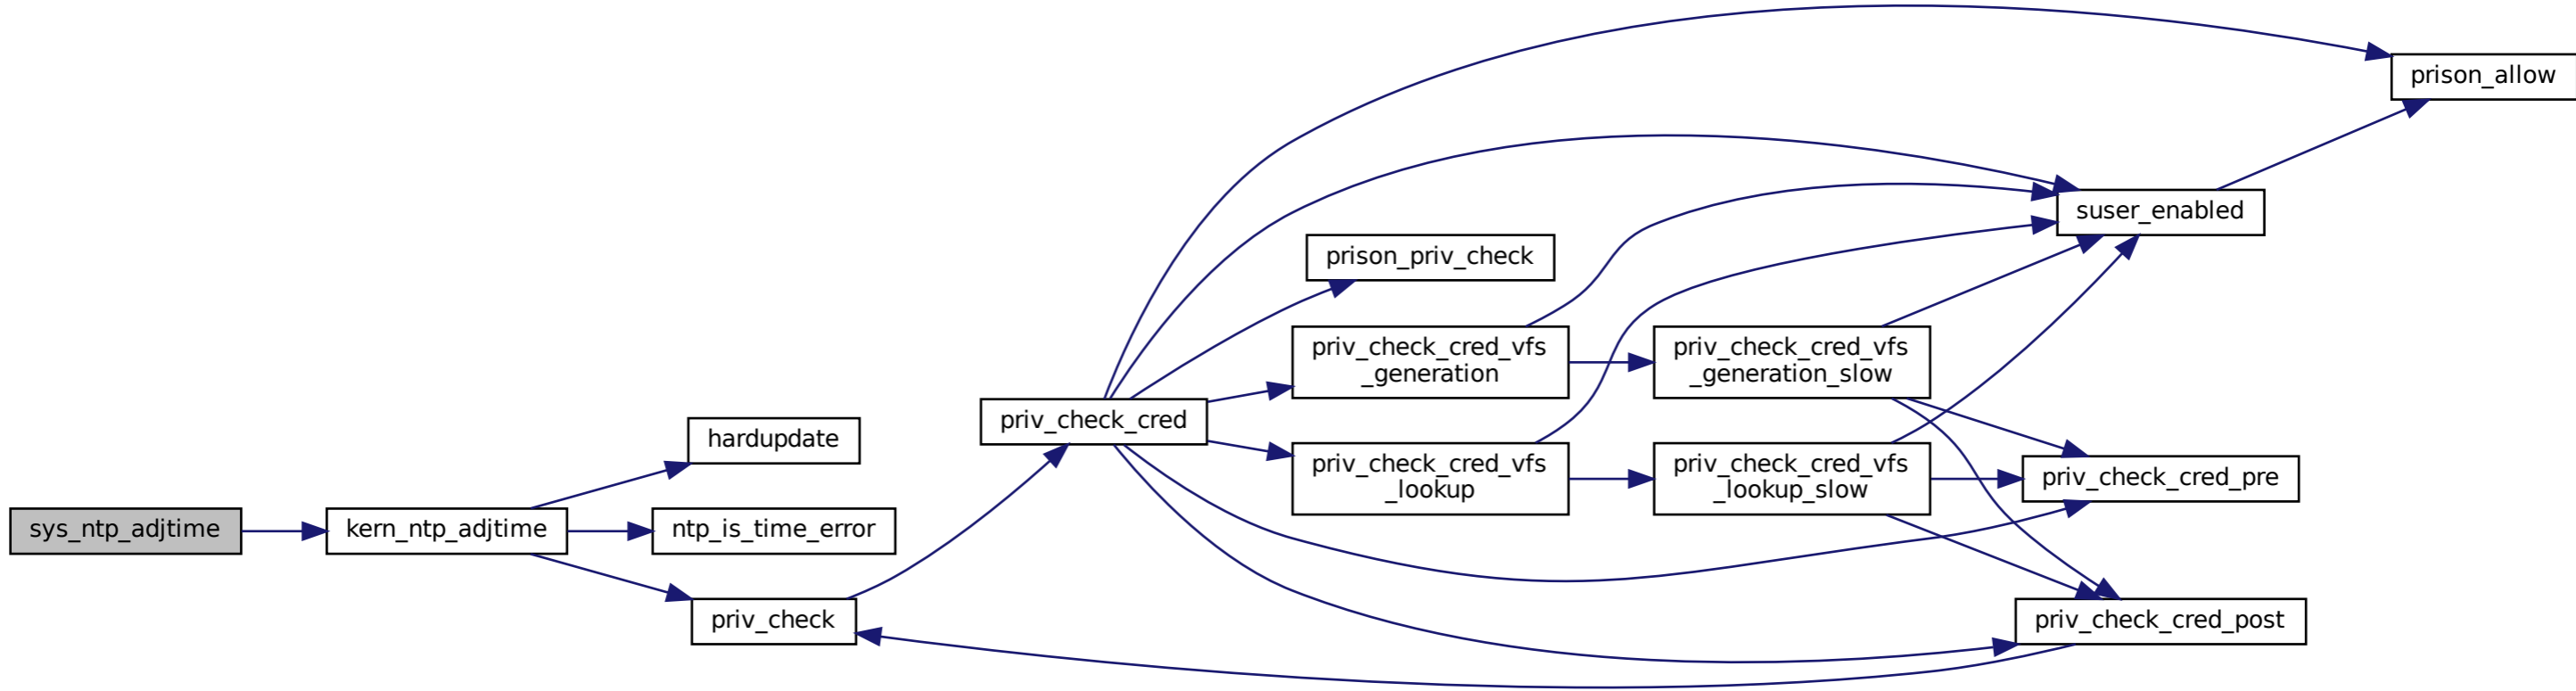 prison_allow
suser_enabled
prison_priv_check
priv_check_cred_vfs
_generation
priv_check_cred_vfs
_generation_slow
priv_check_cred
hardupdate
priv_check_cred_vfs
_lookup
priv_check_cred_vfs
_lookup_slow
priv_check_cred_pre
sys_ntp_adjtime
kern_ntp_adjtime
ntp_is_time_error
priv_check
priv_check_cred_post